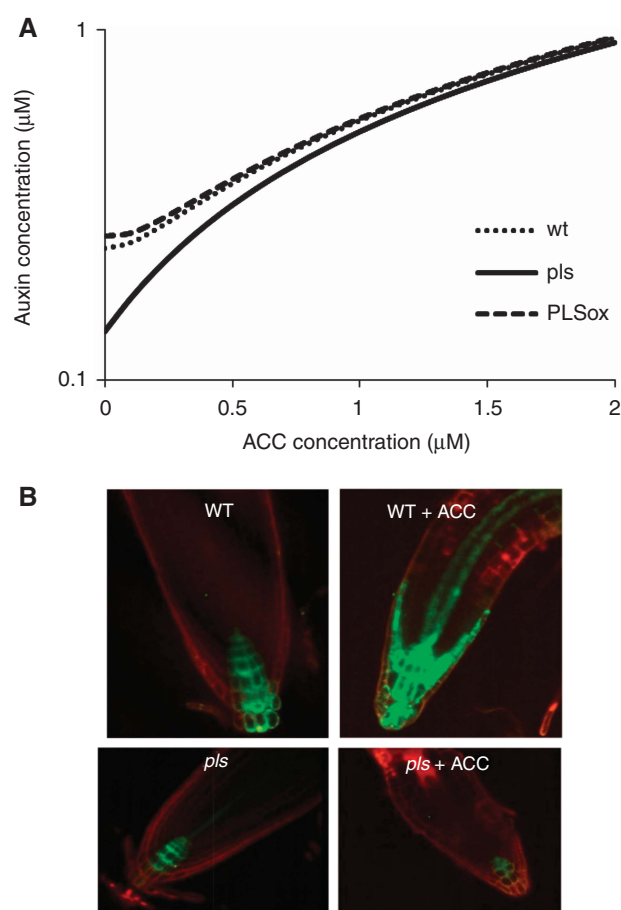 A
1
0.1
Auxin concentration (μM)
wt
pls
PLSox
0
0.5
1
1.5
2
ACC concentration (μM)
B
WT
WT + ACC
pls
pls + ACC